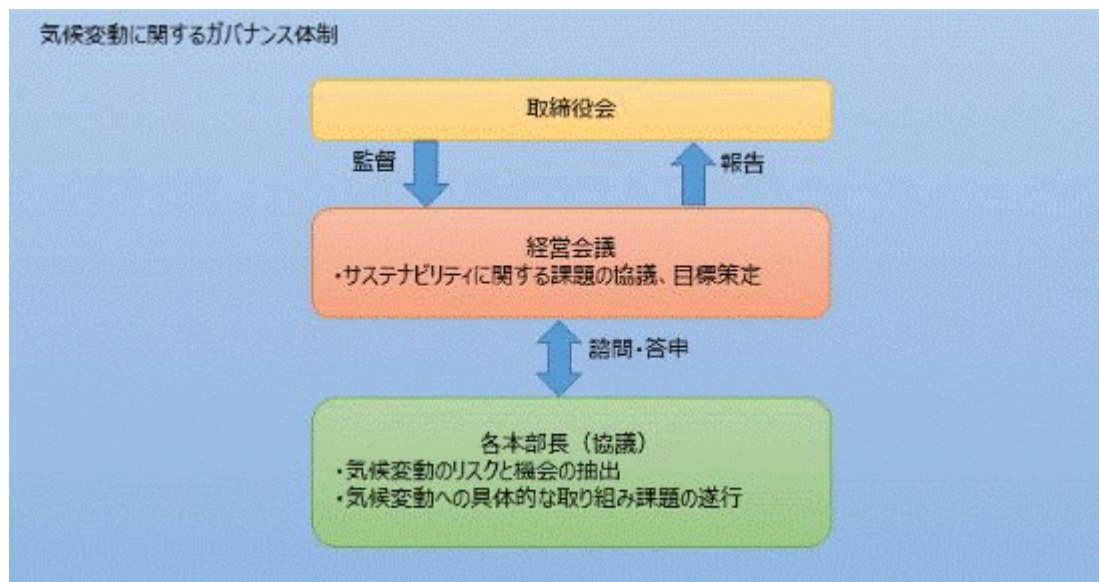 気候変動に関するガバナンス体制
取締役会
監督
報告
経営会議
・サステナビリティに関する課題の協議、目標策定
諮問・答申
各本部長（協議）
・気候変動のリスクと機会の抽出
・気候変動への具体的な取り組み課題の遂行